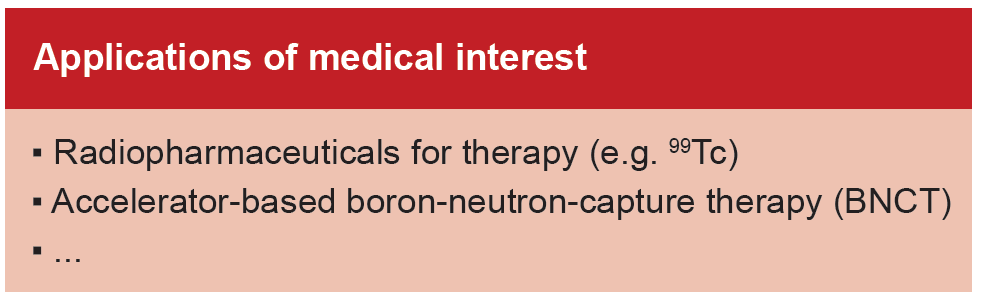 Applications of medical interest
▪ Radiopharmaceuticals for therapy (e.g. ⁹⁹Tc)
▪ Accelerator-based boron-neutron-capture therapy (BNCT)
▪ ...